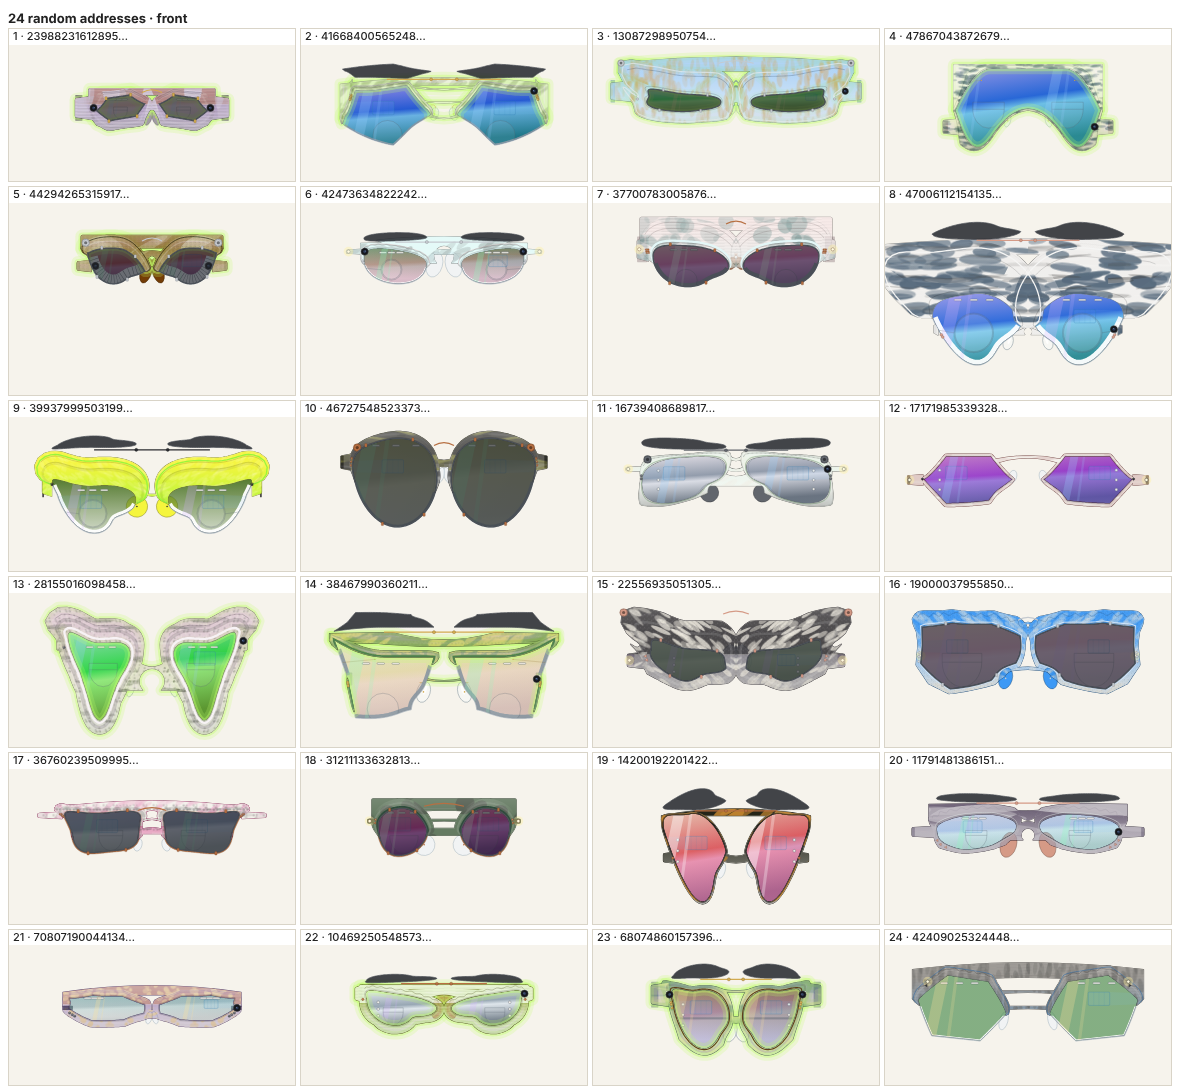 24 random addresses · front
1 · 23988231612895...
2 · 41668400565248...
3 · 13087298950754...
4 · 47867043872679...
5 · 44294265315917...
6 · 42473634822242...
7 · 37700783005876...
8 · 47006112154135...
9 · 39937999503199...
10 · 46727548523373...
11 · 16739408689817...
12 · 17171985339328...
13 · 28155016098458...
14 · 38467990360211...
15 · 22556935051305...
16 · 19000037955850...
17 · 36760239509995...
18 · 31211133632813...
19 · 14200192201422...
20 · 11791481386151...
21 · 70807190044134...
22 · 10469250548573...
23 · 68074860157396...
24 · 42409025324448...